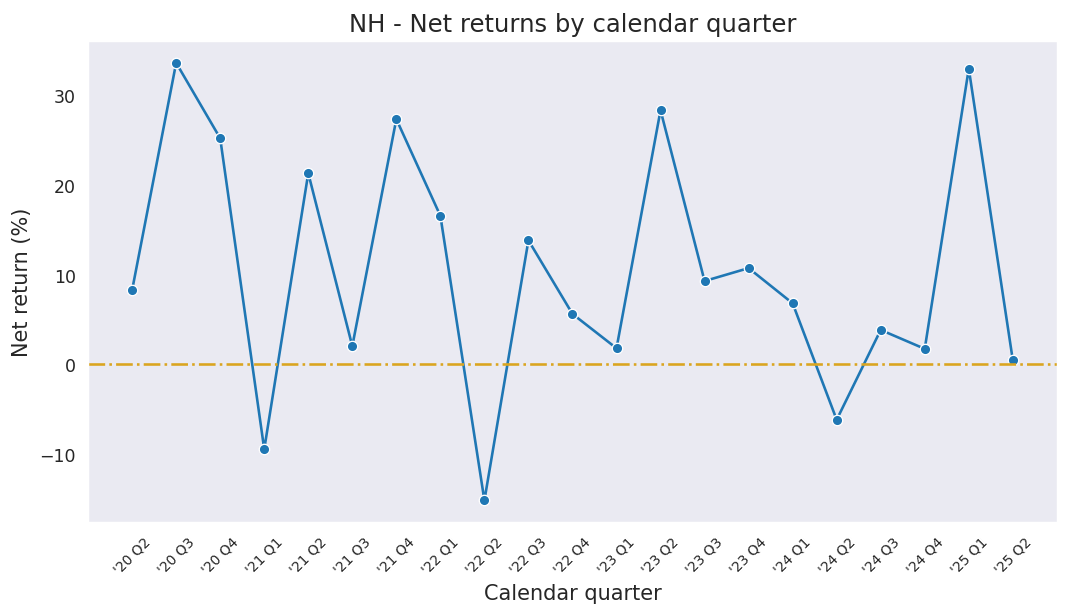 NH - Net returns by calendar quarter
Net return (%)
30
20
10
0
−10
'20 Q2
'20 Q3
'20 Q4
'21 Q1
'21 Q2
'21 Q3
'21 Q4
'22 Q1
'22 Q2
'22 Q3
'22 Q4
'23 Q1
'23 Q2
'23 Q3
'23 Q4
'24 Q1
'24 Q2
'24 Q3
'24 Q4
'25 Q1
'25 Q2
Calendar quarter